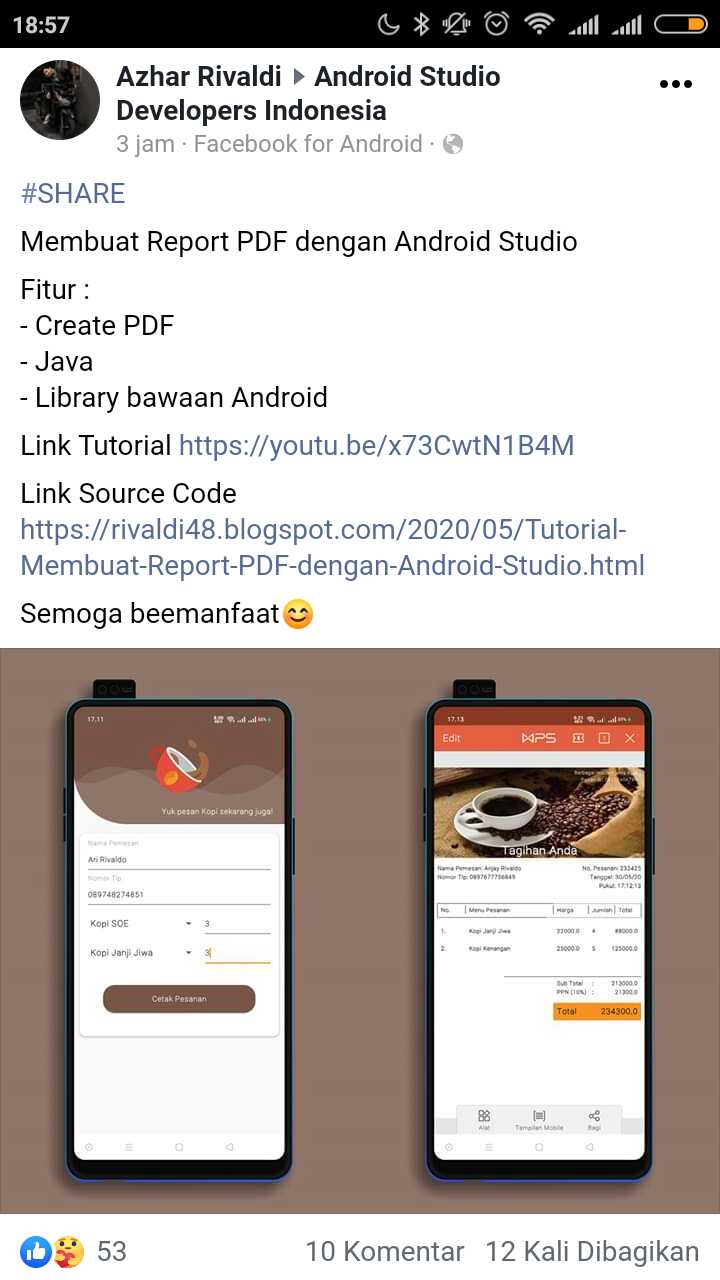 18:57
Azhar Rivaldi ▸ Android Studio
Developers Indonesia
3 jam · Facebook for Android ·
#SHARE
Membuat Report PDF dengan Android Studio
Fitur :
- Create PDF
- Java
- Library bawaan Android
Link Tutorial https://youtu.be/x73CwtN1B4M
Link Source Code
https://rivaldi48.blogspot.com/2020/05/Tutorial-
Membuat-Report-PDF-dengan-Android-Studio.html
Semoga beemanfaat😊
17.11
Yuk pesan Kopi sekarang juga!
Nama Pemesan
Ari Rivaldo
Nomor Tlp
089748274851
Kopi SOE 3
Kopi Janji Jiwa 3
Cetak Pesanan
17.13
Edit WPS
Tagihan Anda
Nama Pemesan: Anjay Rivaldo No. Pesanan: 232425
Nomor Tlp: 0897677756849 Tanggal: 30/05/20
Pukul: 17:12:13
No. Menu Pesanan Harga Jumlah Total
1. Kopi Janji Jiwa 22000.0 4 88000.0
2. Kopi Kenangan 25000.0 5 125000.0
Sub Total : 213000.0
PPN (10%) : 21300.0
Total 234300.0
Alat Tampilan Mobile Bagi
53 10 Komentar 12 Kali Dibagikan